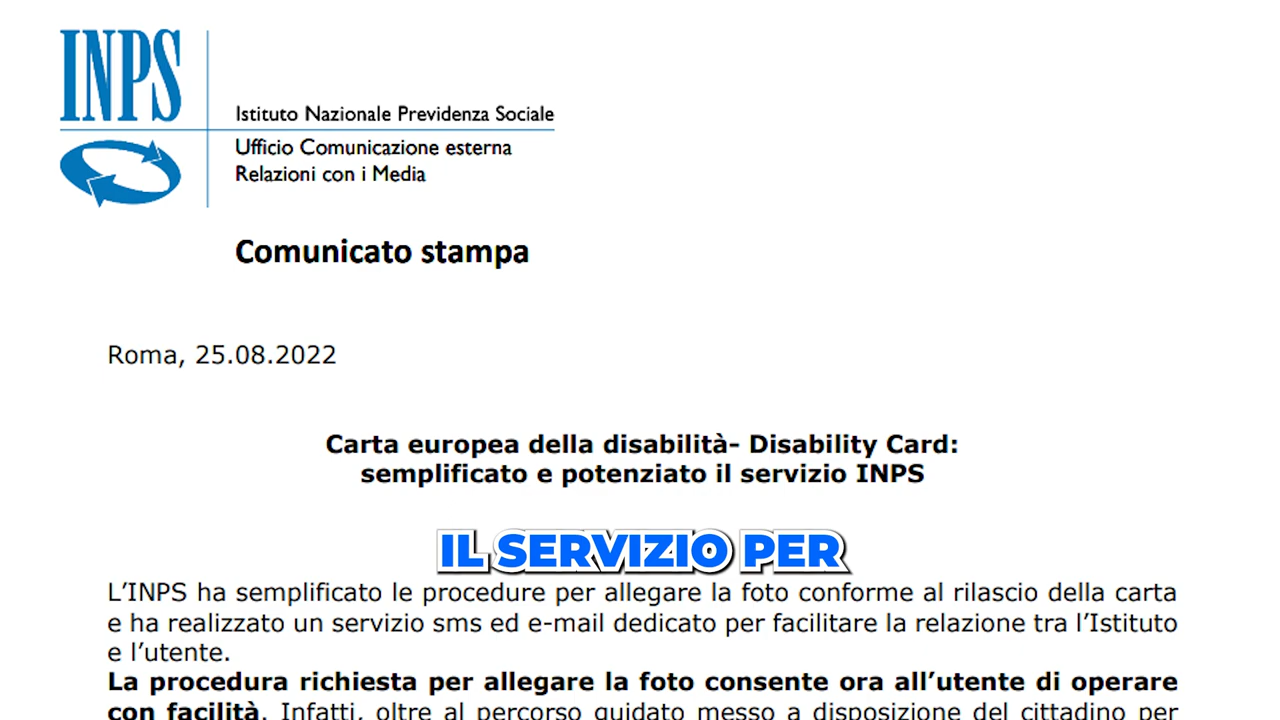 INPS
Istituto Nazionale Previdenza Sociale
Ufficio Comunicazione esterna
Relazioni con i Media
Comunicato stampa
Roma, 25.08.2022
Carta europea della disabilità- Disability Card:
semplificato e potenziato il servizio INPS
IL SERVIZIO PER
L’INPS ha semplificato le procedure per allegare la foto conforme al rilascio della carta
e ha realizzato un servizio sms ed e-mail dedicato per facilitare la relazione tra l’Istituto
e l’utente.
La procedura richiesta per allegare la foto consente ora all’utente di operare
con facilità. Infatti, oltre al percorso guidato messo a disposizione del cittadino per